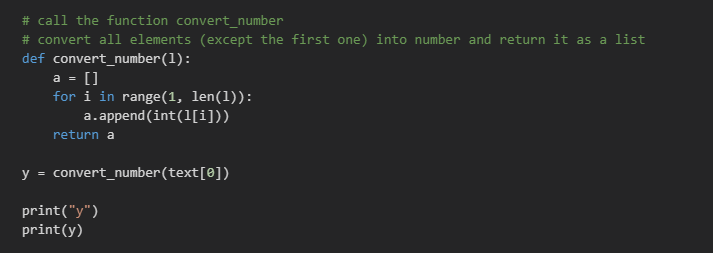 # call the function convert_number
# convert all elements (except the first one) into number and return it as a list
def convert_number(l):
    a = []
    for i in range(1, len(l)):
        a.append(int(l[i]))
    return a

y = convert_number(text[0])

print("y")
print(y)